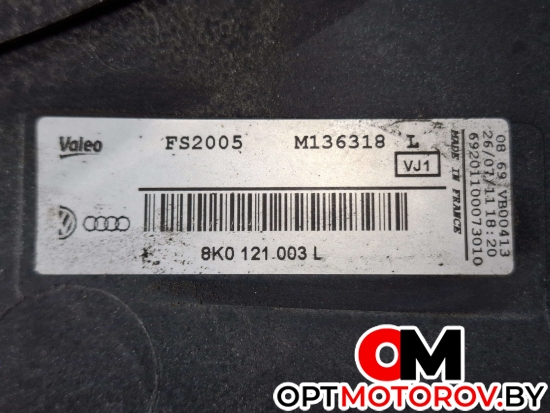 Valeo FS2005 M136318 L
VJ1
8K0 121.003 L
MADE IN FRANCE
08 69 VB00413
26/07/11 18:20
69201100073010
OM
OPTMOTOROV.BY